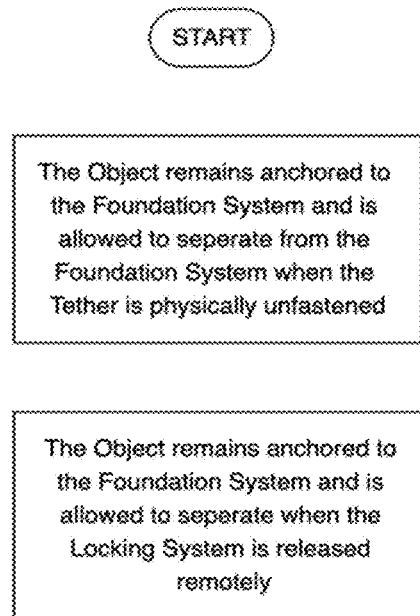 START
The Object remains anchored to
the Foundation System and is
allowed to seperate from the
Foundation System when the
Tether is physically unfastened
The Object remains anchored to
the Foundation System and is
allowed to seperate when the
Locking System is released
remotely